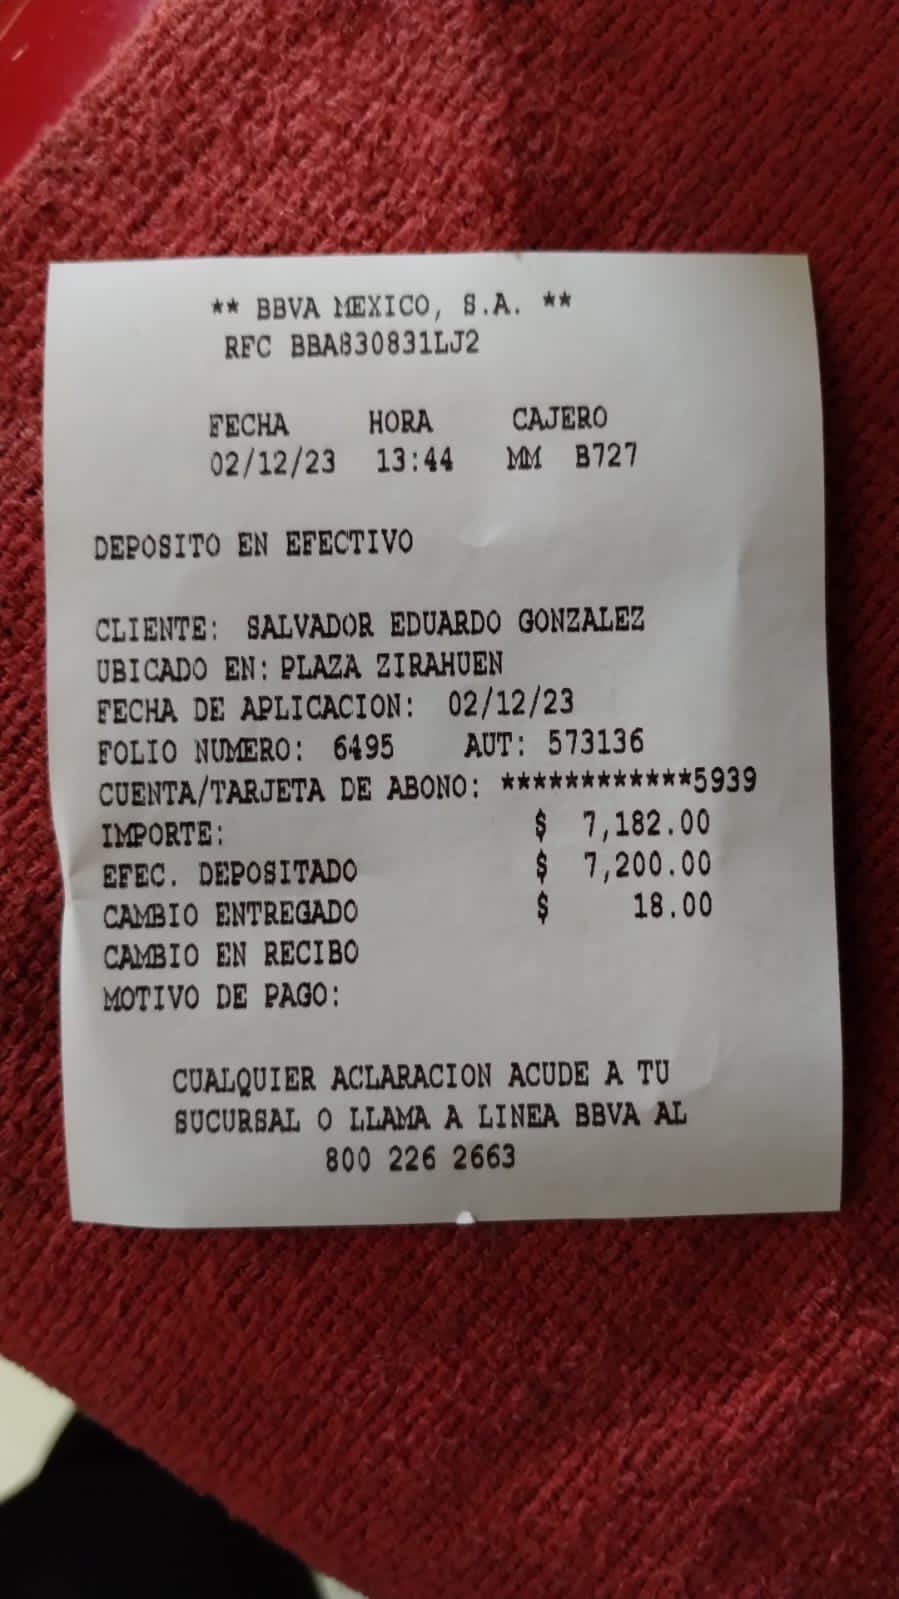 ** BBVA MEXICO, S.A. **
RFC BBA830831LJ2
FECHA HORA CAJERO
02/12/23 13:44 MM B727
DEPOSITO EN EFECTIVO
CLIENTE: SALVADOR EDUARDO GONZALEZ
UBICADO EN: PLAZA ZIRAHUEN
FECHA DE APLICACION: 02/12/23
FOLIO NUMERO: 6495 AUT: 573136
CUENTA/TARJETA DE ABONO: ************5939
IMPORTE: $ 7,182.00
EFEC. DEPOSITADO $ 7,200.00
CAMBIO ENTREGADO $ 18.00
CAMBIO EN RECIBO
MOTIVO DE PAGO:
CUALQUIER ACLARACION ACUDE A TU
SUCURSAL O LLAMA A LINEA BBVA AL
800 226 2663